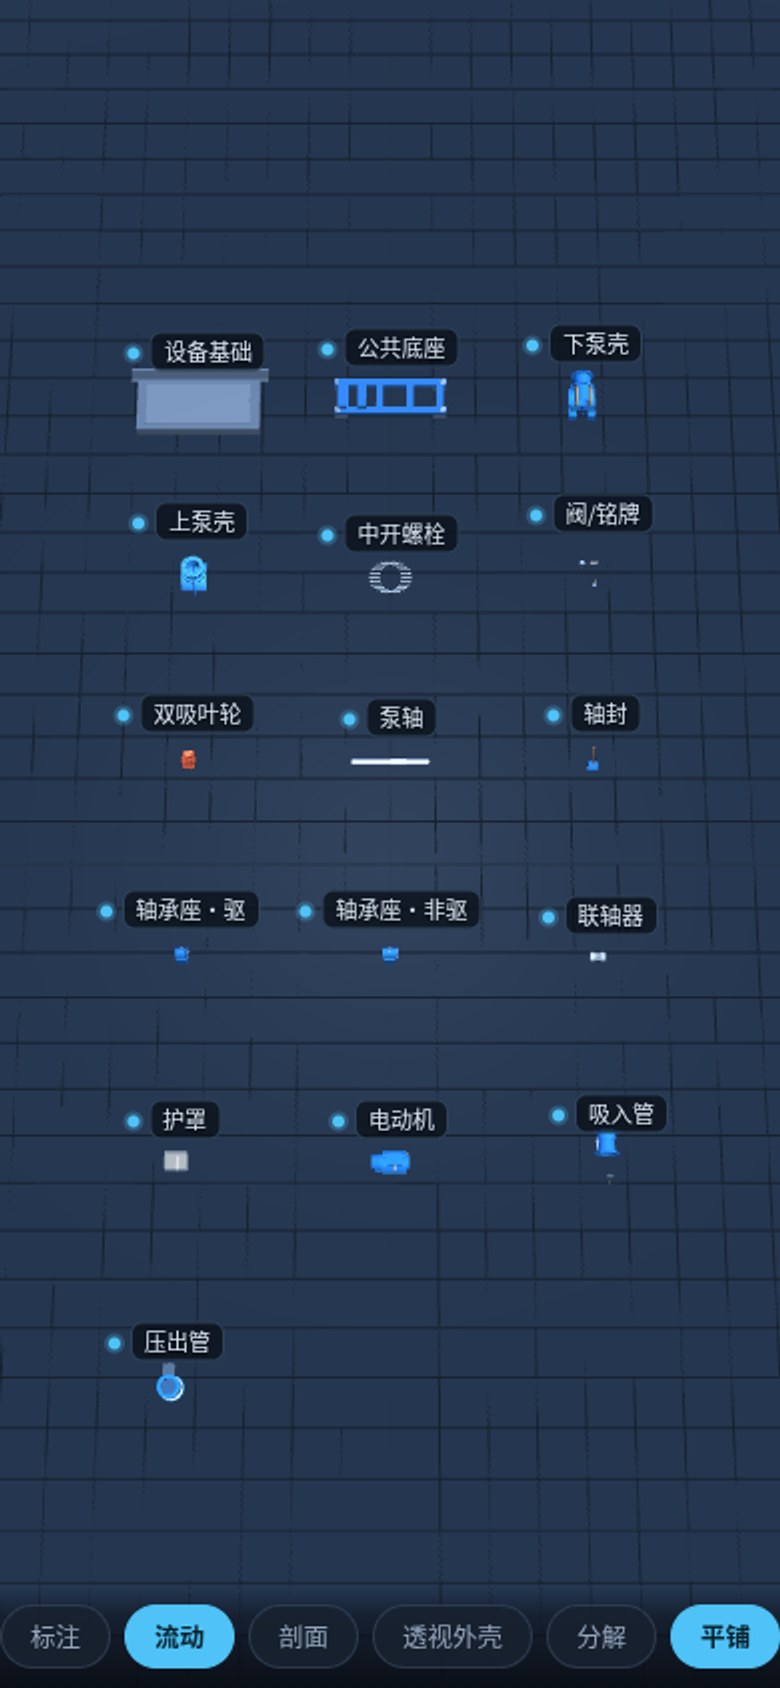 设备基础
公共底座
下泵壳
上泵壳
中开螺栓
阀/铭牌
双吸叶轮
泵轴
轴封
轴承座·驱
轴承座·非驱
联轴器
护罩
电动机
吸入管
压出管
标注
流动
剖面
透视外壳
分解
平铺